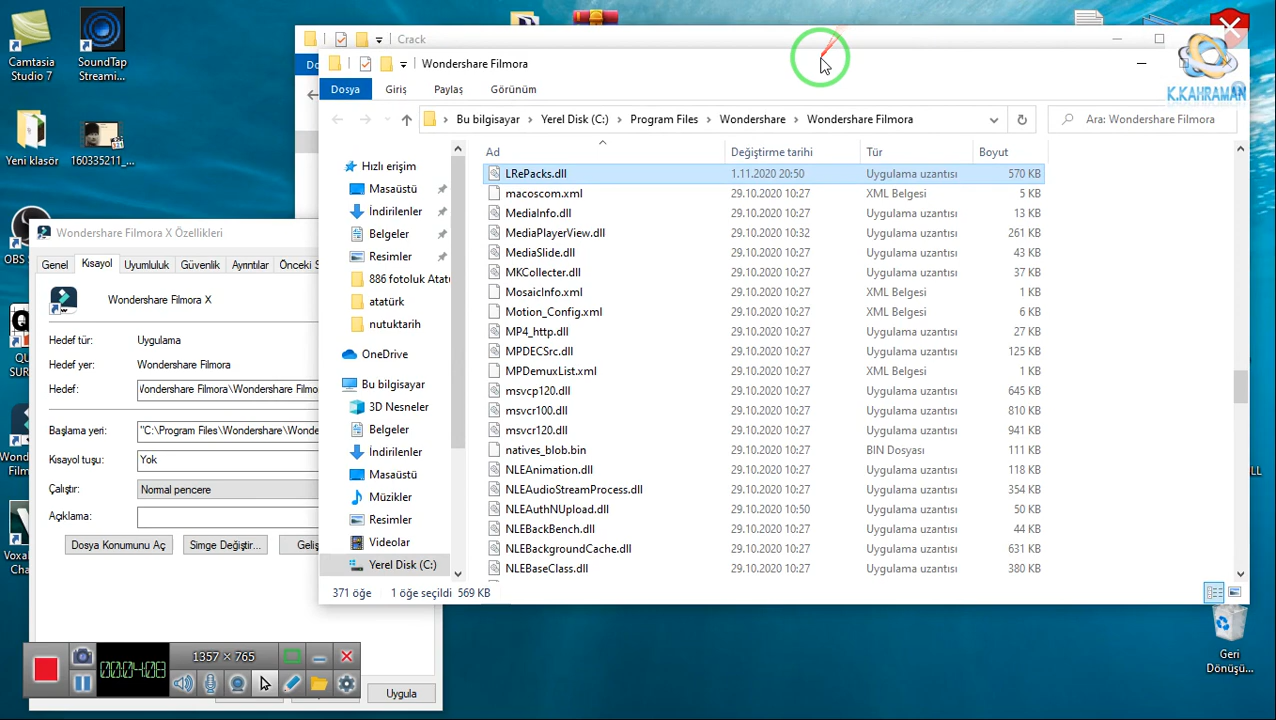 Camtasia Studio 7
SoundTap Streami...
Yeni klasör
160335211_...
K.KAHRAMAN
Crack
Wondershare Filmora
Dosya Giriş Paylaş Görünüm
Bu bilgisayar > Yerel Disk (C:) > Program Files > Wondershare > Wondershare Filmora
Ara: Wondershare Filmora
Ad Değiştirme tarihi Tür Boyut
LRePacks.dll 1.11.2020 20:50 Uygulama uzantısı 570 KB
macoscom.xml 29.10.2020 10:27 XML Belgesi 5 KB
MediaInfo.dll 29.10.2020 10:27 Uygulama uzantısı 13 KB
MediaPlayerView.dll 29.10.2020 10:32 Uygulama uzantısı 261 KB
MediaSlide.dll 29.10.2020 10:27 Uygulama uzantısı 38 KB
MKCollecter.dll 29.10.2020 10:27 Uygulama uzantısı 37 KB
MosaicInfo.xml 29.10.2020 10:27 XML Belgesi 1 KB
Motion_Config.xml 29.10.2020 10:27 XML Belgesi 6 KB
MP4_http.dll 29.10.2020 10:27 Uygulama uzantısı 27 KB
MPDECSrc.dll 29.10.2020 10:27 Uygulama uzantısı 125 KB
MPDemuxList.xml 29.10.2020 10:27 XML Belgesi 1 KB
msvcp120.dll 29.10.2020 10:27 Uygulama uzantısı 645 KB
msvcr100.dll 29.10.2020 10:27 Uygulama uzantısı 810 KB
msvcr120.dll 29.10.2020 10:27 Uygulama uzantısı 941 KB
natives_blob.bin 29.10.2020 10:27 BIN Dosyası 111 KB
NLEAnimation.dll 29.10.2020 10:27 Uygulama uzantısı 118 KB
NLEAudioStreamProcess.dll 29.10.2020 10:27 Uygulama uzantısı 354 KB
NLEAuthNUpload.dll 29.10.2020 10:50 Uygulama uzantısı 50 KB
NLEBackBench.dll 29.10.2020 10:27 Uygulama uzantısı 44 KB
NLEBackgroundCache.dll 29.10.2020 10:27 Uygulama uzantısı 631 KB
NLEBaseClass.dll 29.10.2020 10:27 Uygulama uzantısı 380 KB
Hızlı erişim
Masaüstü
İndirilenler
Belgeler
Resimler
886 fotoluk Atat
atatürk
nutuktarih
OneDrive
Bu bilgisayar
3D Nesneler
Belgeler
İndirilenler
Masaüstü
Müzikler
Resimler
Videolar
Yerel Disk (C:)
371 öğe 1 öğe seçildi 569 KB
Wondershare Filmora X Özellikleri
Genel Kısayol Uyumluluk Güvenlik Ayrıntılar Önceki S
Wondershare Filmora X
Hedef tür: Uygulama
Hedef yer: Wondershare Filmora
Hedef: Wondershare Filmora\Wondershare Filmo
Başlama yeri: "C:\Program Files\Wondershare\Wonde
Kısayol tuşu: Yok
Çalıştır: Normal pencere
Açıklama:
Dosya Konumunu Aç Simge Değiştir... Geliş
Uygula
00:04:08
1357 × 765
Geri Dönüşü...